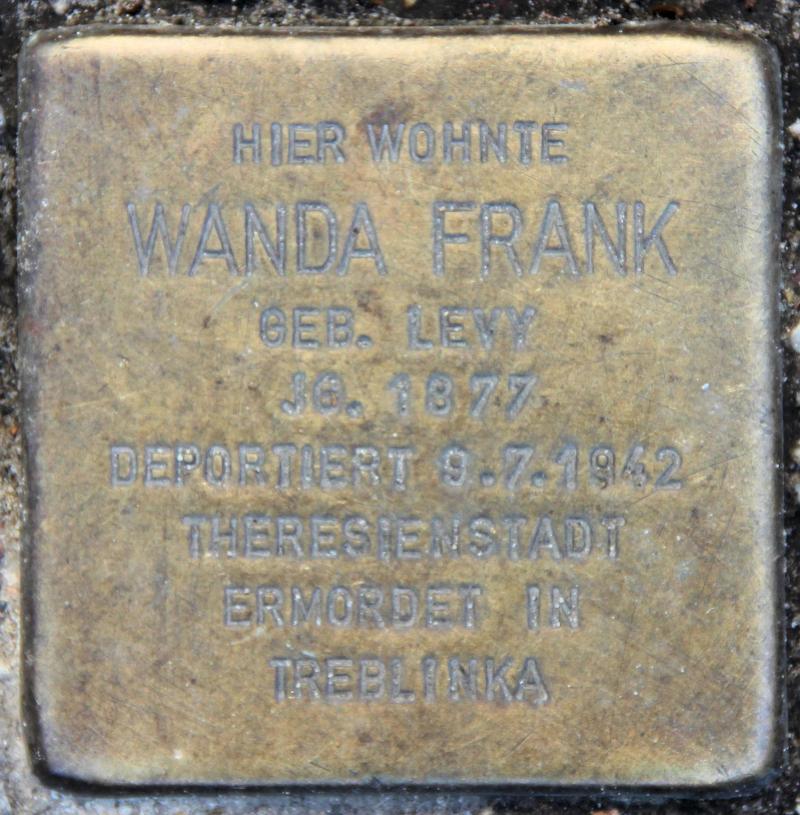 HIER WOHNTE
WANDA FRANK
GEB. LEVY
JG. 1877
DEPORTIERT 9.7.1942
THERESIENSTADT
ERMORDET IN
TREBLINKA